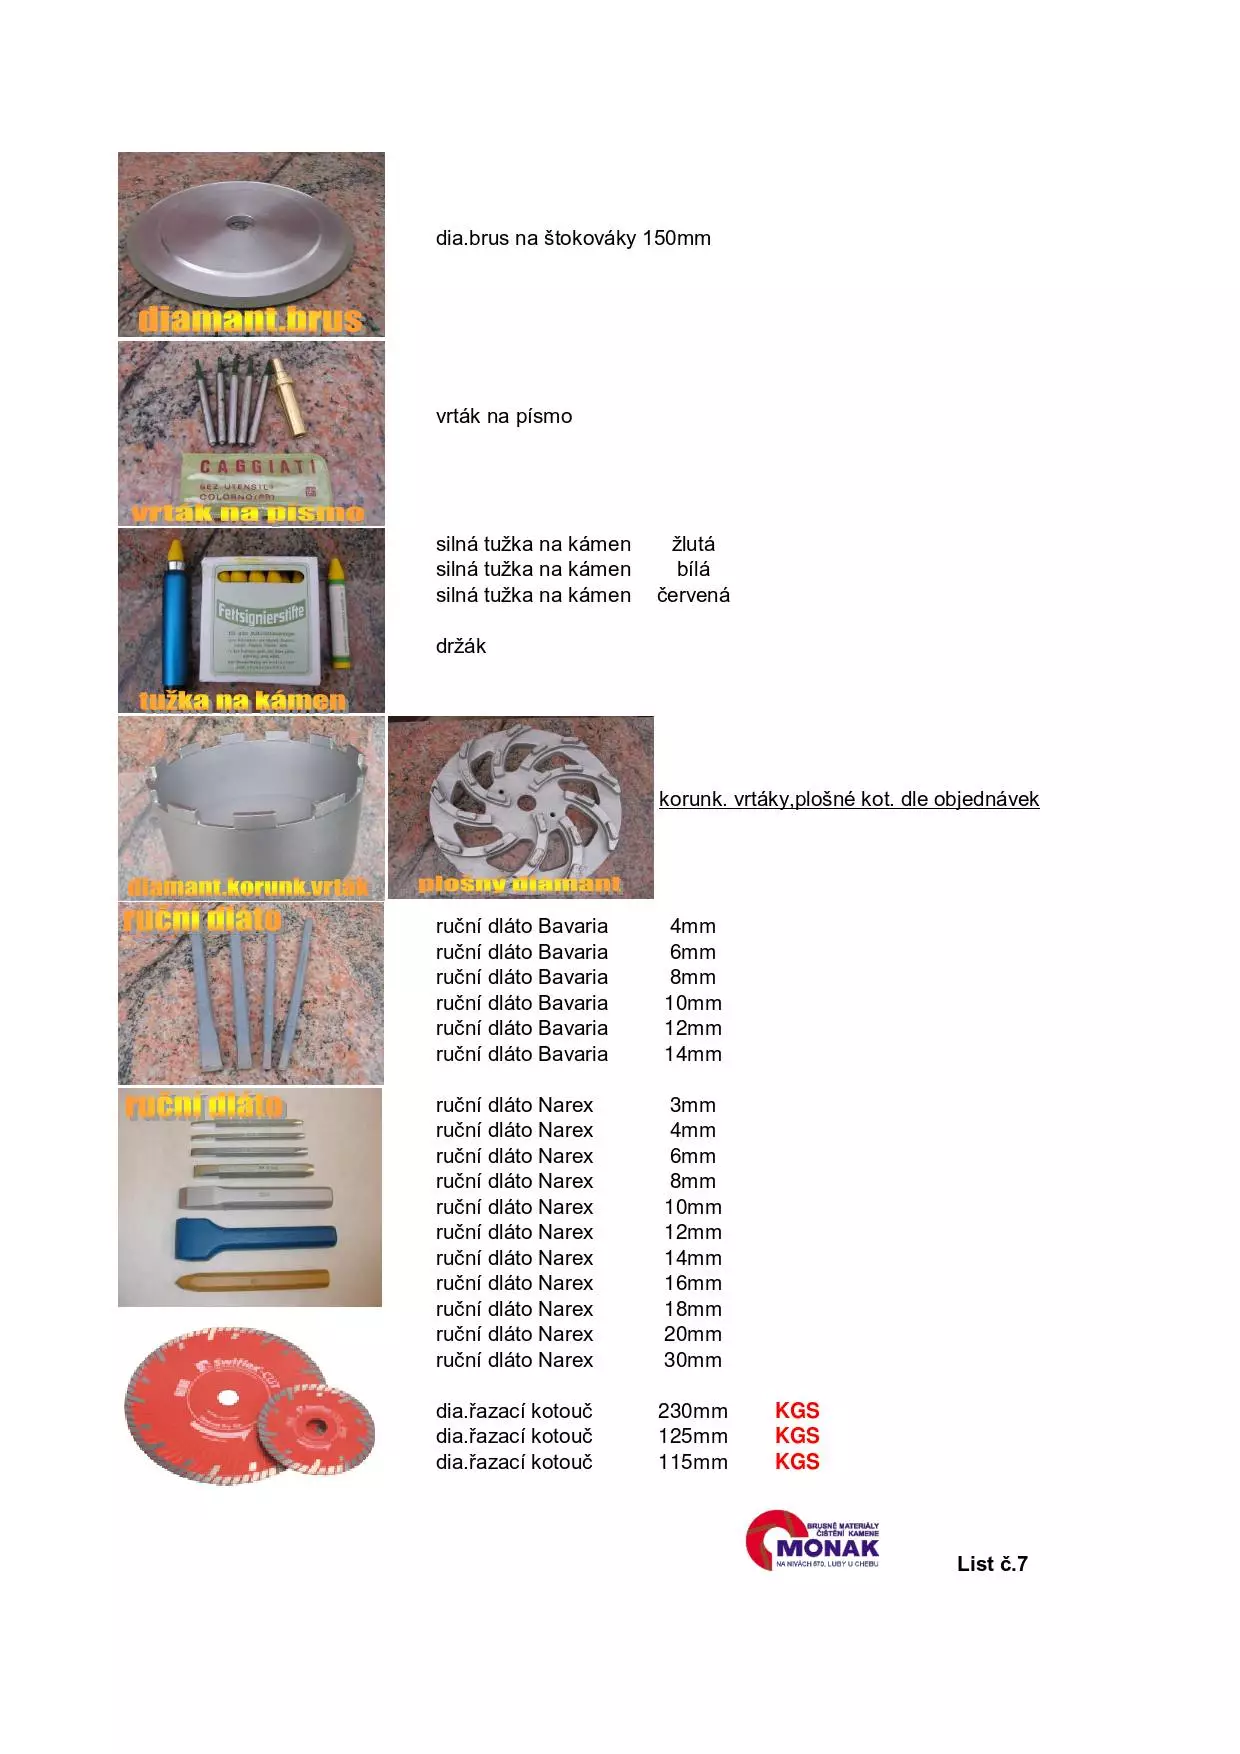 diamant.brus
dia.brus na štokováky 150mm
CAGGIATI
GEZ UTENSIL
COLORNO (PR)
vrták na písmo
vrták na písmo
Fettsignierstifte
tužka na kámen
silná tužka na kámen žlutá
silná tužka na kámen bílá
silná tužka na kámen červená
držák
diamant.korunk.vrták
plošný diamant
korunk. vrtáky,plošné kot. dle objednávek
ruční dláto
ruční dláto Bavaria 4mm
ruční dláto Bavaria 6mm
ruční dláto Bavaria 8mm
ruční dláto Bavaria 10mm
ruční dláto Bavaria 12mm
ruční dláto Bavaria 14mm
ruční dláto
ruční dláto Narex 3mm
ruční dláto Narex 4mm
ruční dláto Narex 6mm
ruční dláto Narex 8mm
ruční dláto Narex 10mm
ruční dláto Narex 12mm
ruční dláto Narex 14mm
ruční dláto Narex 16mm
ruční dláto Narex 18mm
ruční dláto Narex 20mm
ruční dláto Narex 30mm
Swiflex-CUT
dia.řazací kotouč 230mm KGS
dia.řazací kotouč 125mm KGS
dia.řazací kotouč 115mm KGS
BRUSNÉ MATERIÁLY
ČIŠTĚNÍ KAMENE
MONAK
NA NIVÁCH 670, LUBY U CHEBU
List č.7